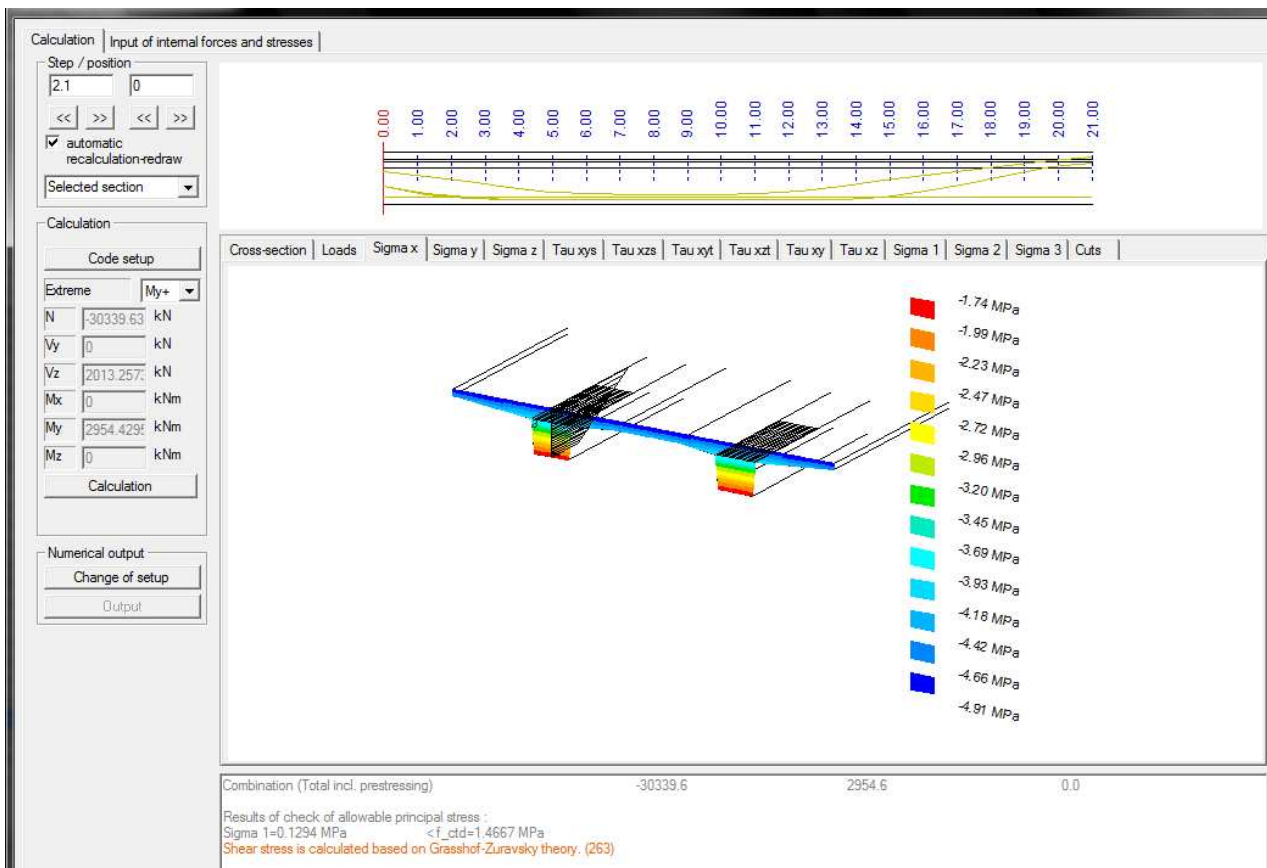 Calculation
Input of internal forces and stresses
Step / position
2.1
0
<<
>>
<<
>>
automatic
recalculation-redraw
Selected section
Calculation
Code setup
Extreme
My+
N
-30339.63
kN
Vy
0
kN
Vz
2013.2573
kN
Mx
0
kNm
My
2954.4295
kNm
Mz
0
kNm
Calculation
Numerical output
Change of setup
Output
0.00
1.00
2.00
3.00
4.00
5.00
6.00
7.00
8.00
9.00
10.00
11.00
12.00
13.00
14.00
15.00
16.00
17.00
18.00
19.00
20.00
21.00
Cross-section
Loads
Sigma x
Sigma y
Sigma z
Tau xys
Tau xzs
Tau xyt
Tau xzt
Tau xy
Tau xz
Sigma 1
Sigma 2
Sigma 3
Cuts
-1.74 MPa
-1.99 MPa
-2.23 MPa
-2.47 MPa
-2.72 MPa
-2.96 MPa
-3.20 MPa
-3.45 MPa
-3.69 MPa
-3.93 MPa
-4.18 MPa
-4.42 MPa
-4.66 MPa
-4.91 MPa
Combination (Total incl. prestressing) -30339.6 2954.6 0.0
Results of check of allowable principal stress :
Sigma 1=0.1294 MPa < f_ctd=1.4667 MPa
Shear stress is calculated based on Grasshof-Zuravsky theory. (263)